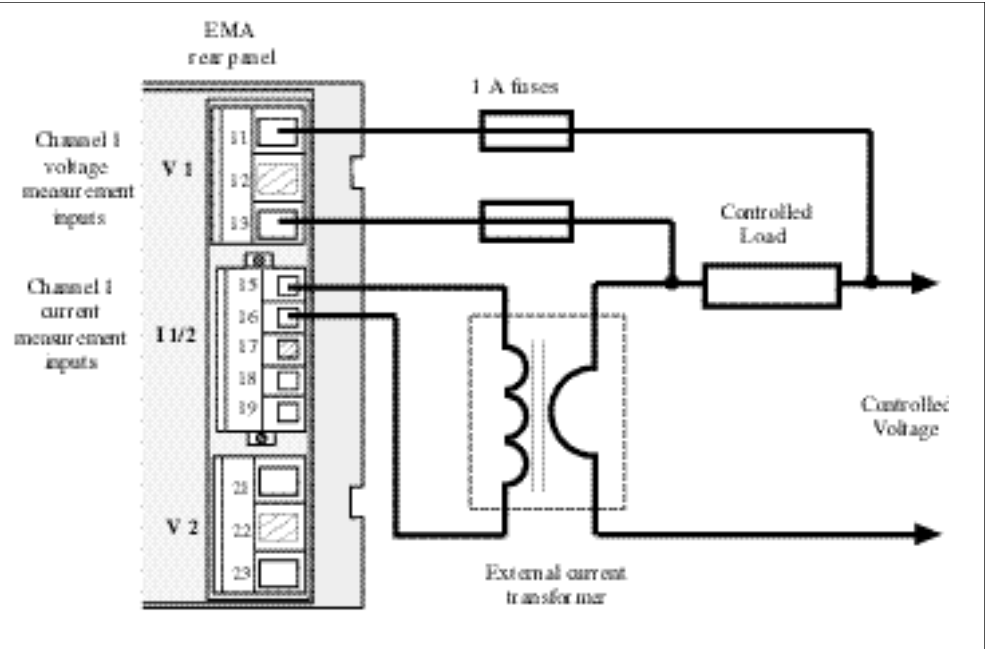 EMA
rear panel
1 A fuses
Channel 1
voltage
measurement
inputs
V 1
11
12
13
Controlled
Load
Channel 1
current
measurement
inputs
I 1/2
15
16
17
18
19
Controlled
Voltage
V 2
21
22
23
External current
transformer